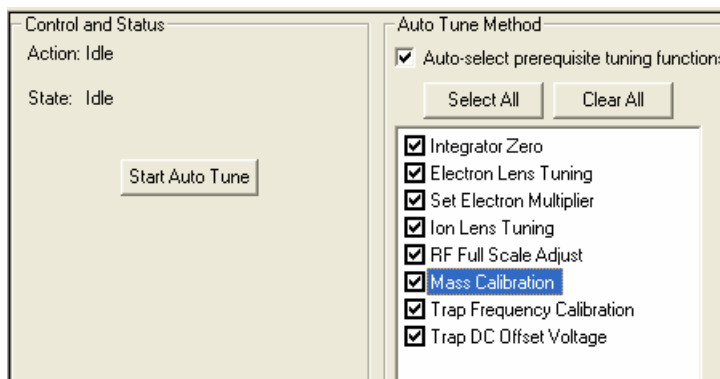 Control and Status
Action: Idle
State: Idle
Start Auto Tune
Auto Tune Method
Auto-select prerequisite tuning functions
Select All
Clear All
Integrator Zero
Electron Lens Tuning
Set Electron Multiplier
Ion Lens Tuning
RF Full Scale Adjust
Mass Calibration
Trap Frequency Calibration
Trap DC Offset Voltage